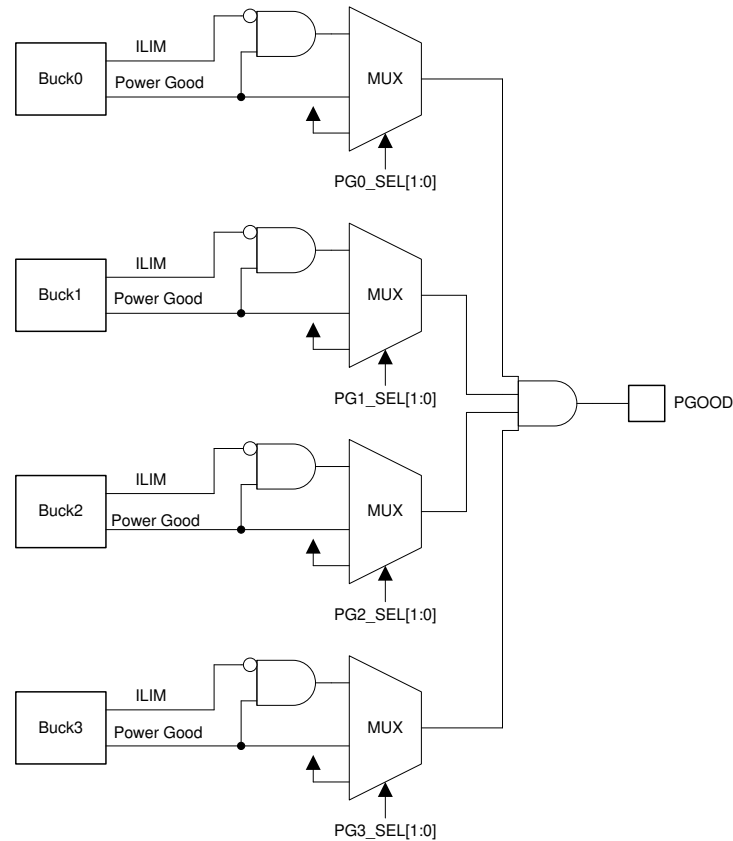 ILIM
Buck0
Power Good
MUX
PG0_SEL[1:0]
ILIM
Buck1
Power Good
MUX
PG1_SEL[1:0]
PGOOD
ILIM
Buck2
Power Good
MUX
PG2_SEL[1:0]
ILIM
Buck3
Power Good
MUX
PG3_SEL[1:0]